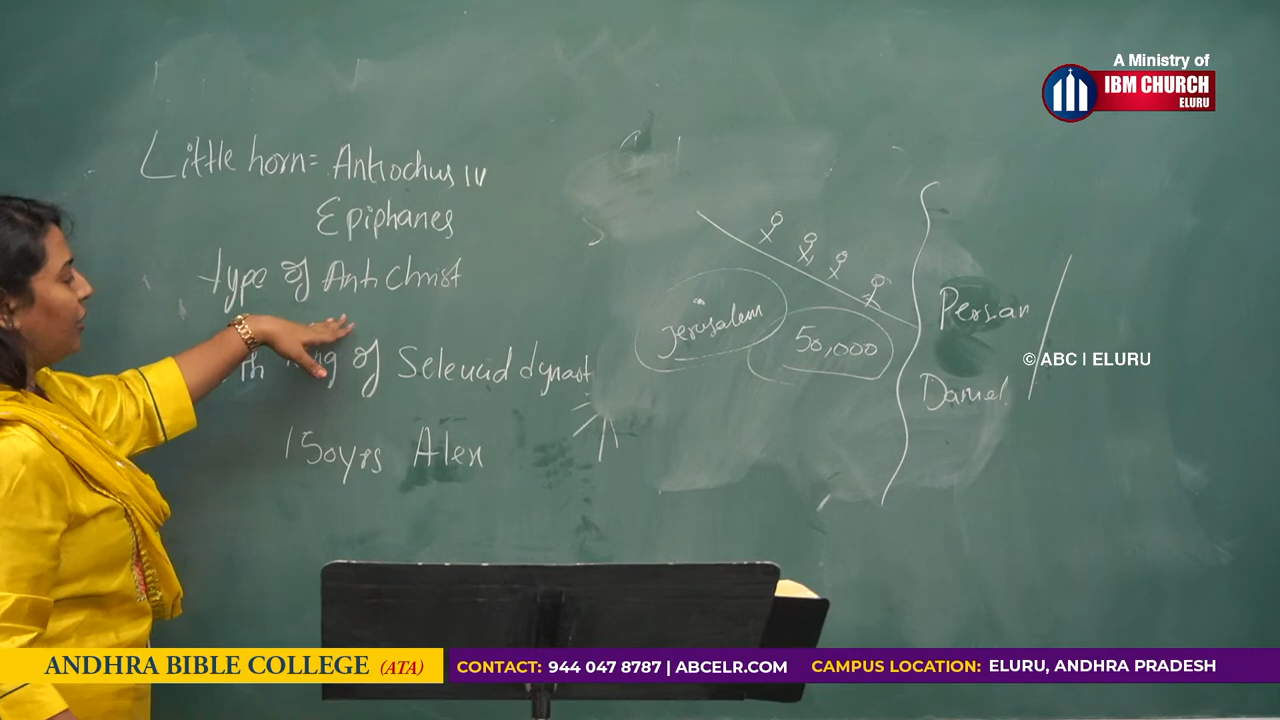 A Ministry of
IBM CHURCH
ELURU
Little horn = Antiochus IV
Epiphanes
type of AntiChrist
of Seleucid dynast
150yrs Alex
Jerusalem
50,000
Persian
Daniel
© ABC | ELURU
ANDHRA BIBLE COLLEGE (ATA)
CONTACT: 944 047 8787 | ABCELR.COM
CAMPUS LOCATION: ELURU, ANDHRA PRADESH